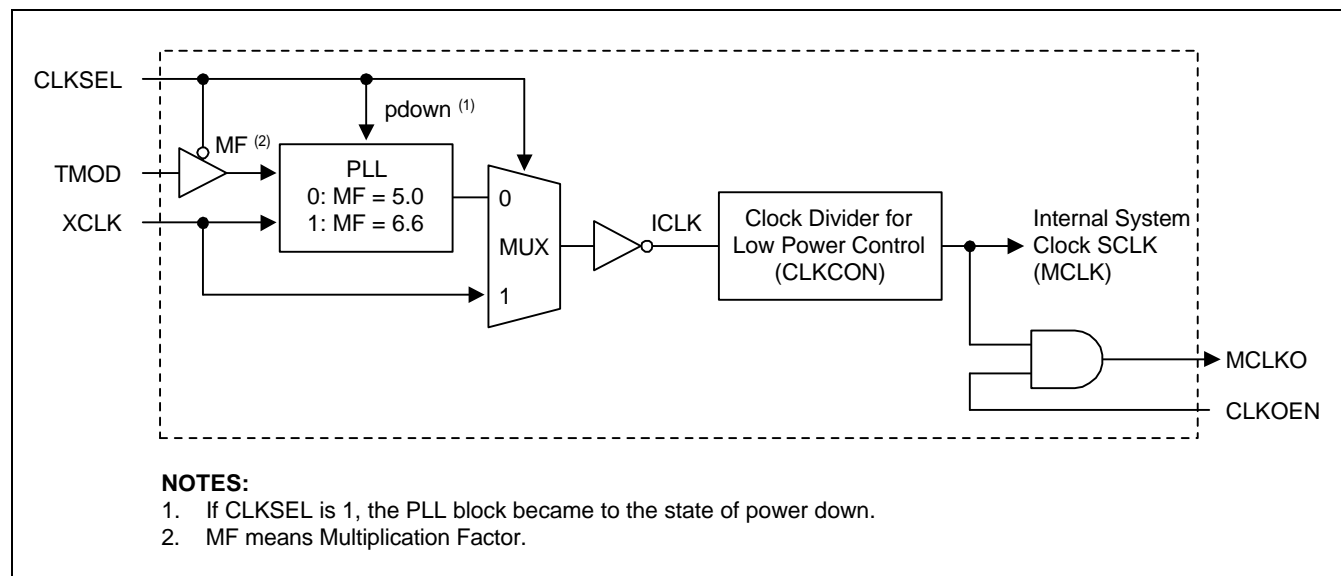 CLKSEL
pdown (1)
MF (2)
TMOD
XCLK
PLL
0: MF = 5.0
1: MF = 6.6
0
MUX
1
ICLK
Clock Divider for
Low Power Control
(CLKCON)
Internal System
Clock SCLK
(MCLK)
MCLKO
CLKOEN
NOTES:
1. If CLKSEL is 1, the PLL block became to the state of power down.
2. MF means Multiplication Factor.